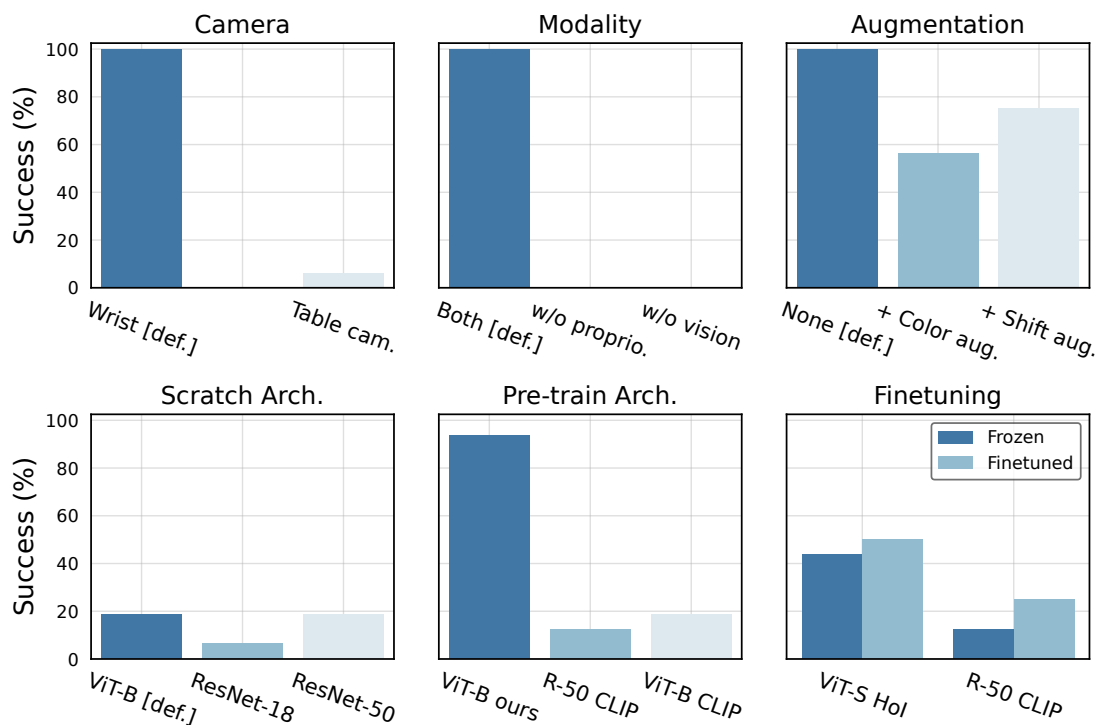 Camera
Modality
Augmentation
Success (%)
100
80
60
40
20
0
Wrist [def.]
Table cam.
Both [def.]
w/o proprio.
w/o vision
None [def.]
+ Color aug.
+ Shift aug.
Scratch Arch.
Pre-train Arch.
Finetuning
Success (%)
100
80
60
40
20
0
Frozen
Finetuned
ViT-B [def.]
ResNet-18
ResNet-50
ViT-B ours
R-50 CLIP
ViT-B CLIP
ViT-S Hol
R-50 CLIP